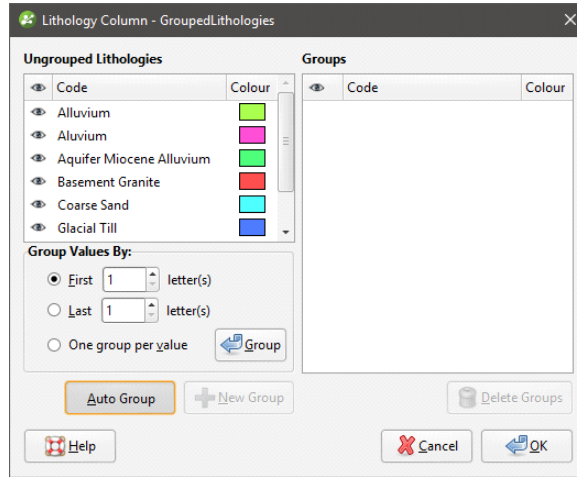 Lithology Column - GroupedLithologies
Ungrouped Lithologies
Groups
Code Colour
Code Colour
Alluvium
Aluvium
Aquifer Miocene Alluvium
Basement Granite
Coarse Sand
Glacial Till
Group Values By:
First 1 letter(s)
Last 1 letter(s)
One group per value
Group
Auto Group
New Group
Delete Groups
Help
Cancel
OK